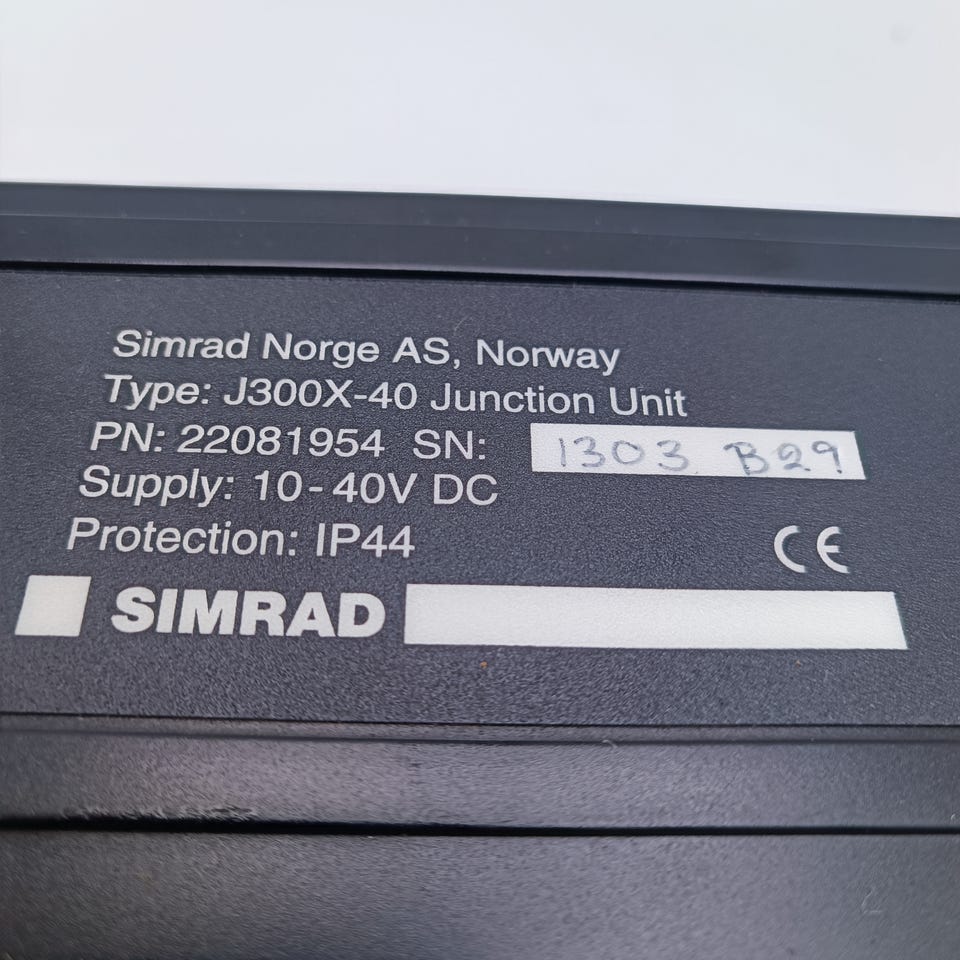 Simrad Norge AS, Norway
Type: J300X-40 Junction Unit
PN: 22081954 SN: 1303 B29
Supply: 10-40V DC
Protection: IP44
CE
SIMRAD